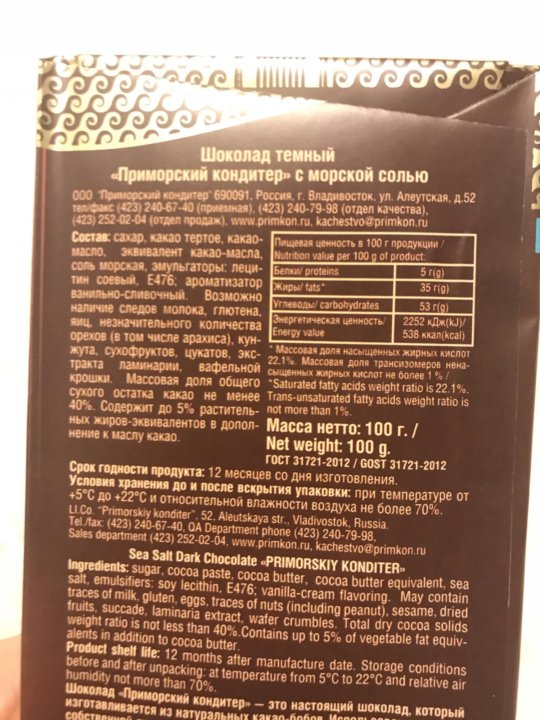 Шоколад темный
«Приморский кондитер» с морской солью
ООО "Приморский кондитер" 690091, Россия, г. Владивосток, ул. Алеутская, д.52
тел/факс (423) 240-67-40 (приемная), (423) 240-79-98 (отдел качества),
(423) 252-02-04 (отдел продаж), www.primkon.ru, kachestvo@primkon.ru
Состав: сахар, какао тертое, какао-
масло, эквивалент какао-масла,
соль морская, эмульгаторы: леци-
тин соевый, Е476; ароматизатор
ванильно-сливочный. Возможно
наличие следов молока, глютена,
яиц, незначительного количества
орехов (в том числе арахиса), кун-
жута, сухофруктов, цукатов, экс-
тракта ламинарии, вафельной
крошки. Массовая доля общего
сухого остатка какао не менее
40%. Содержит до 5% раститель-
ных жиров-эквивалентов в допол-
нение к маслу какао.
Пищевая ценность в 100 г продукции /
Nutrition value per 100 g of product:
Белки/ proteins 5 г(g)
Жиры/ fats* 35 г(g)
Углеводы/ carbohydrates 53 г(g)
Энергетическая ценность/ 2252 кДж(kJ)/
Energy value 538 ккал(kcal)
* Массовая доля насыщенных жирных кислот
22,1%. Массовая доля трансизомеров нена-
сыщенных жирных кислот не более 1 % /
*Saturated fatty acids weight ratio is 22.1%.
Trans-unsaturated fatty acids weight ratio is
not more than 1%.
Масса нетто: 100 г. /
Net weight: 100 g.
ГОСТ 31721-2012 / GOST 31721-2012
Срок годности продукта: 12 месяцев со дня изготовления.
Условия хранения до и после вскрытия упаковки: при температуре от
+5°С до +22°С и относительной влажности воздуха не более 70%.
Ll.Co. "Primorskiy konditer". 52, Aleutskaya str., Vladivostok, Russia.
Tel./fax: (423) 240-67-40, QA Department phone (423) 240-79-98,
Sales department (423) 252-02-04, www.primkon.ru, kachestvo@primkon.ru
Sea Salt Dark Chocolate «PRIMORSKIY KONDITER»
Ingredients: sugar, cocoa paste, cocoa butter, cocoa butter equivalent, sea
salt, emulsifiers: soy lecithin, E476; vanilla-cream flavoring. May contain
traces of milk, gluten, eggs, traces of nuts (including peanut), sesame, dried
fruits, succade, laminaria extract, wafer crumbles. Total dry cocoa solids
weight ratio is not less than 40%.Contains up to 5% of vegetable fat equiv-
alents in addition to cocoa butter.
Product shelf life: 12 months after manufacture date. Storage conditions
before and after unpacking: at temperature from 5°C to 22°C and relative air
humidity not more than 70%.
Шоколад «Приморский кондитер» — это настоящий шоколад, который
изготавливается из натуральных какао-бобов.